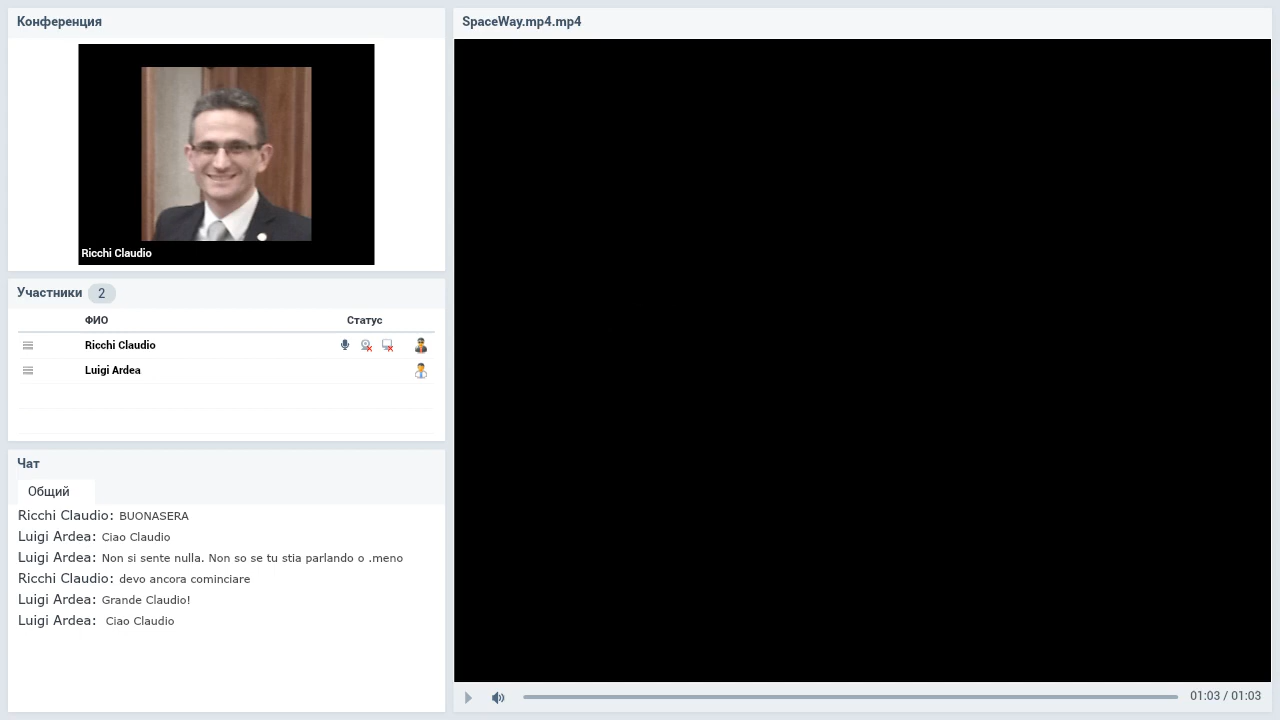 Конференция
Ricchi Claudio
Участники 2
ФИО Статус
Ricchi Claudio
Luigi Ardea
Чат
Общий
Ricchi Claudio: BUONASERA
Luigi Ardea: Ciao Claudio
Luigi Ardea: Non si sente nulla. Non so se tu stia parlando o .meno
Ricchi Claudio: devo ancora cominciare
Luigi Ardea: Grande Claudio!
Luigi Ardea: Ciao Claudio
SpaceWay.mp4.mp4
01:03 / 01:03